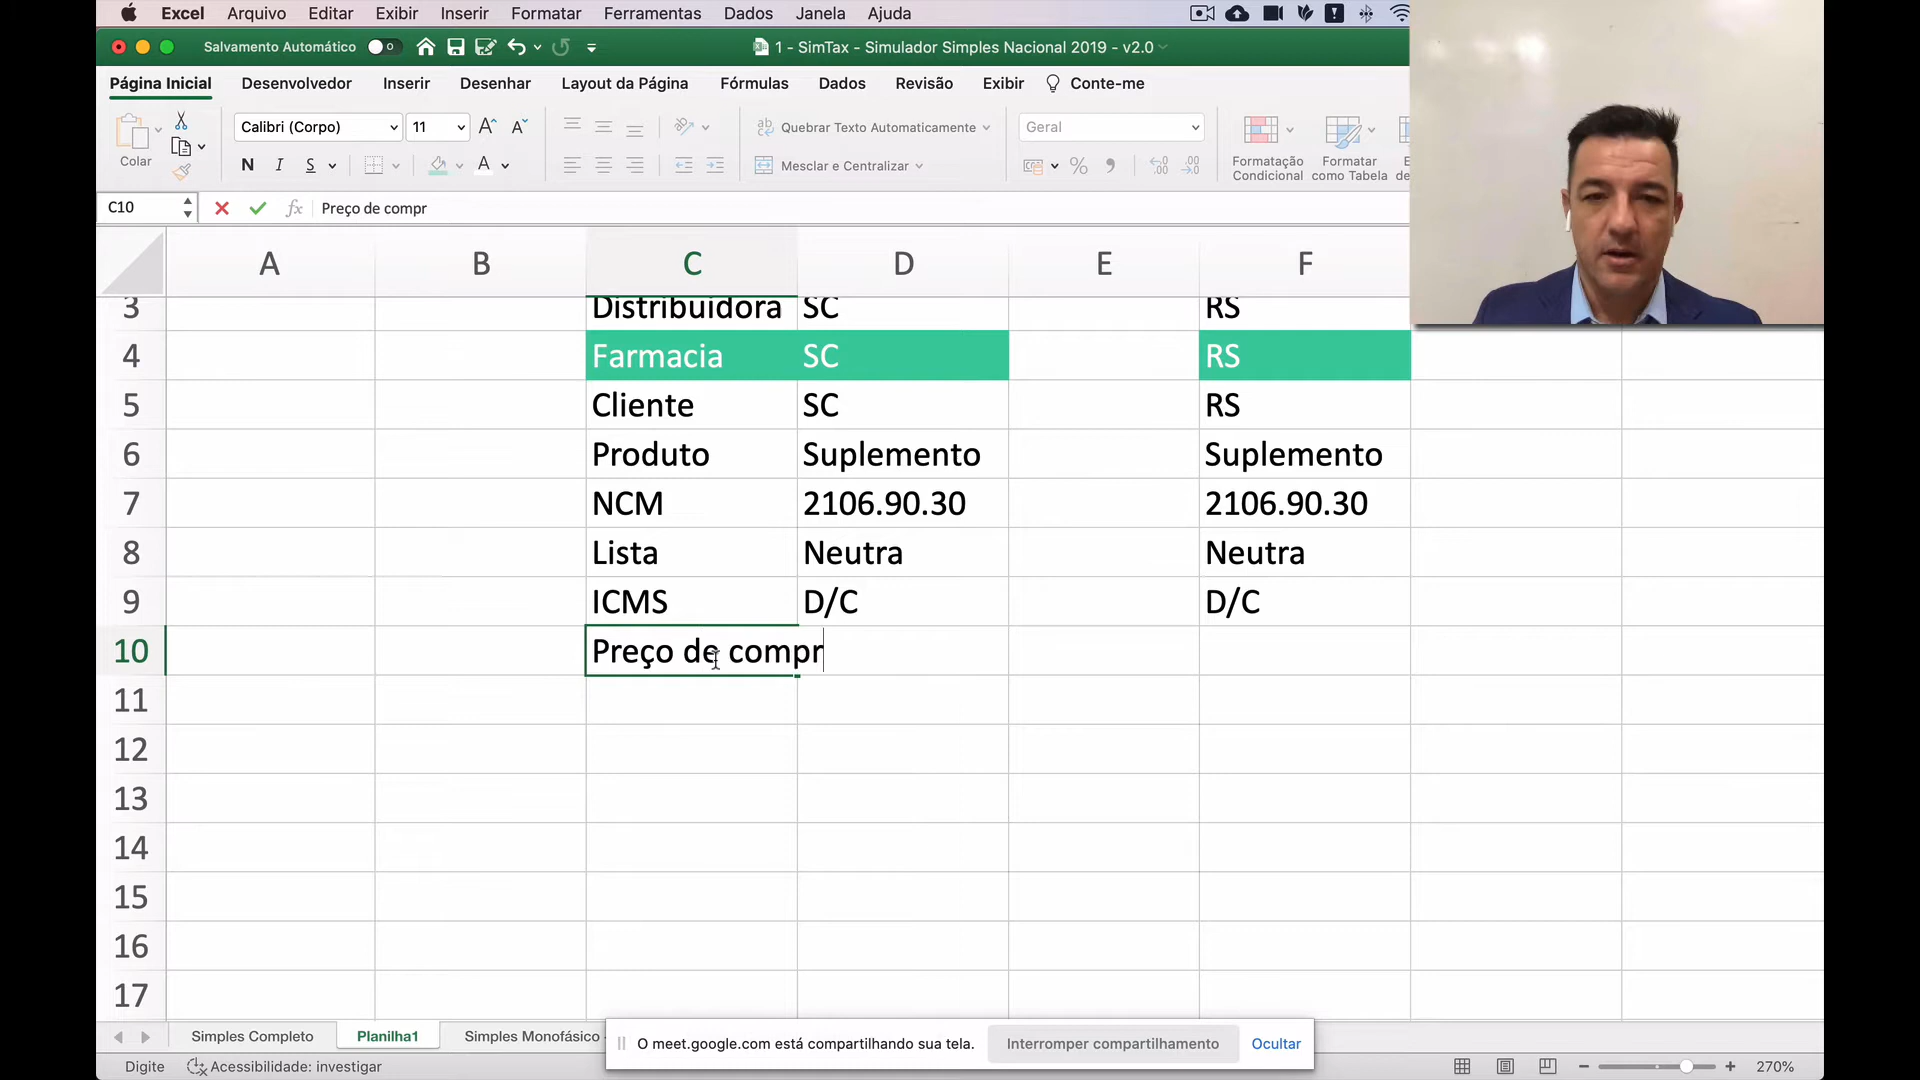 Excel Arquivo Editar Exibir Inserir Formatar Ferramentas Dados Janela Ajuda
Salvamento Automático 1 - SimTax - Simulador Simples Nacional 2019 - v2.0
Página Inicial Desenvolvedor Inserir Desenhar Layout da Página Fórmulas Dados Revisão Exibir Conte-me
Colar
Calibri (Corpo) 11
Quebrar Texto Automaticamente
Geral
N I S A
Mesclar e Centralizar
Formatação Condicional
Formatar como Tabela
C10 fx Preço de compr
A B C D E F
3 Distribuidora SC RS
4 Farmacia SC RS
5 Cliente SC RS
6 Produto Suplemento Suplemento
7 NCM 2106.90.30 2106.90.30
8 Lista Neutra Neutra
9 ICMS D/C D/C
10 Preço de compr
11
12
13
14
15
16
17
Simples Completo Planilha1 Simples Monofásico
O meet.google.com está compartilhando sua tela. Interromper compartilhamento Ocultar
Digite Acessibilidade: investigar 270%